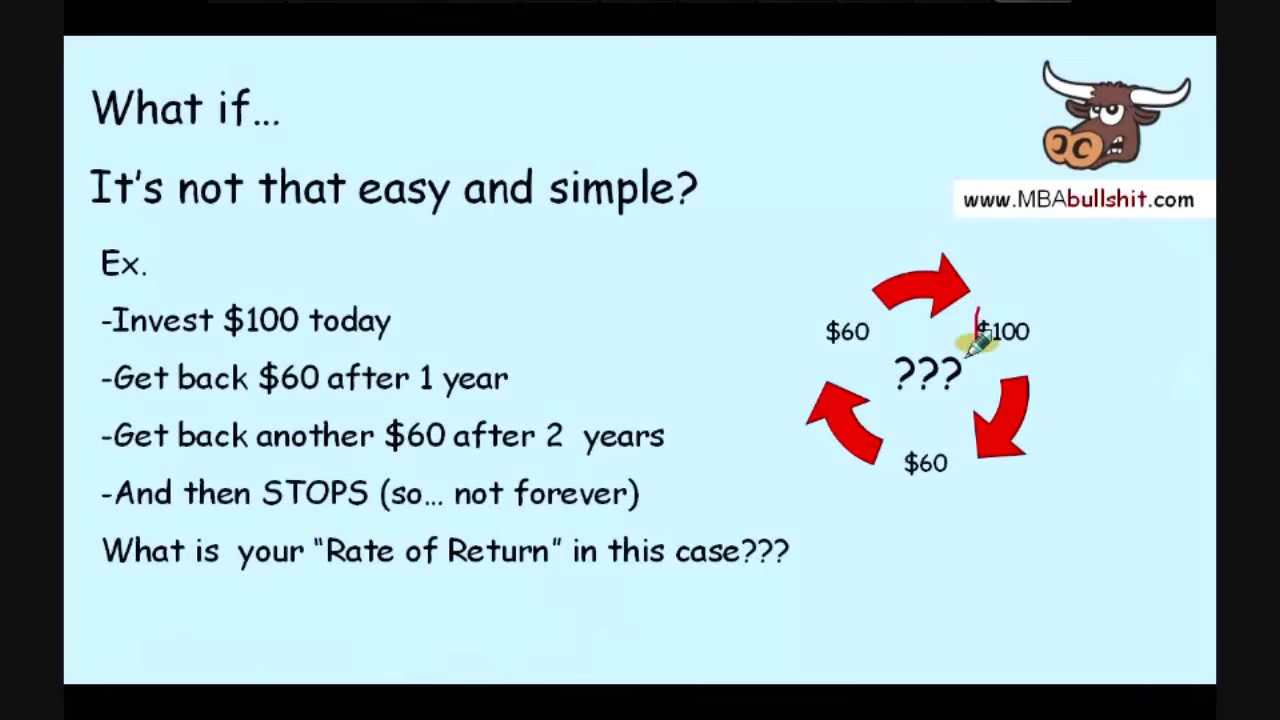 What if...
It's not that easy and simple?
www.MBAbullshit.com
Ex.
-Invest $100 today
-Get back $60 after 1 year
-Get back another $60 after 2 years
-And then STOPS (so... not forever)
What is your “Rate of Return” in this case???
$60
$100
???
$60